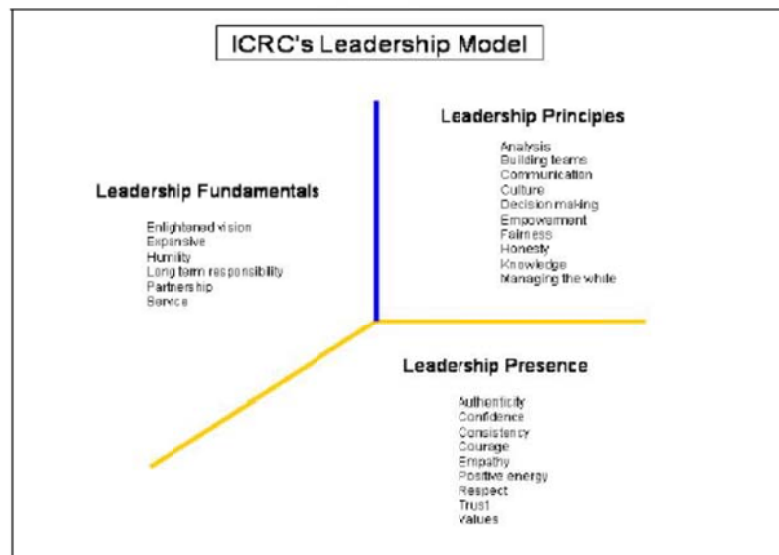 ICRC's Leadership Model
Leadership Fundamentals
Enlightened vision
Expansive
Humility
Long term responsibility
Partnership
Service
Leadership Principles
Analysis
Building teams
Communication
Culture
Decision making
Empowerment
Fairness
Honesty
Knowledge
Managing the while
Leadership Presence
Authenticity
Confidence
Consistency
Courage
Empathy
Positive energy
Respect
Trust
Values